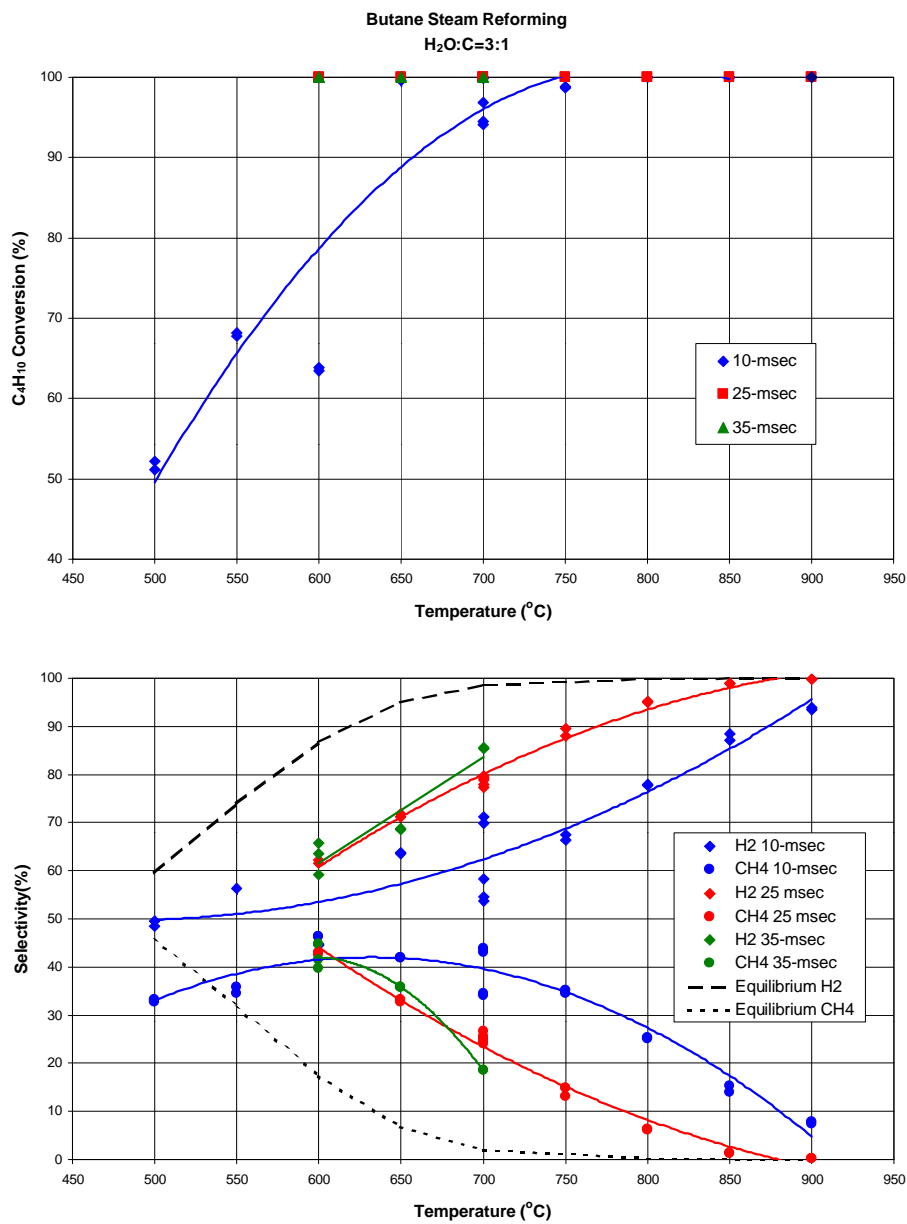 Butane Steam Reforming
H₂O:C=3:1
100
90
80
70
60
50
40
C₄H₁₀ Conversion (%)
10-msec
25-msec
35-msec
450 500 550 600 650 700 750 800 850 900 950
Temperature (°C)
100
90
80
70
60
50
40
30
20
10
0
Selectivity(%)
H2 10-msec
CH4 10-msec
H2 25 msec
CH4 25 msec
H2 35-msec
CH4 35-msec
Equilibrium H2
Equilibrium CH4
450 500 550 600 650 700 750 800 850 900 950
Temperature (°C)